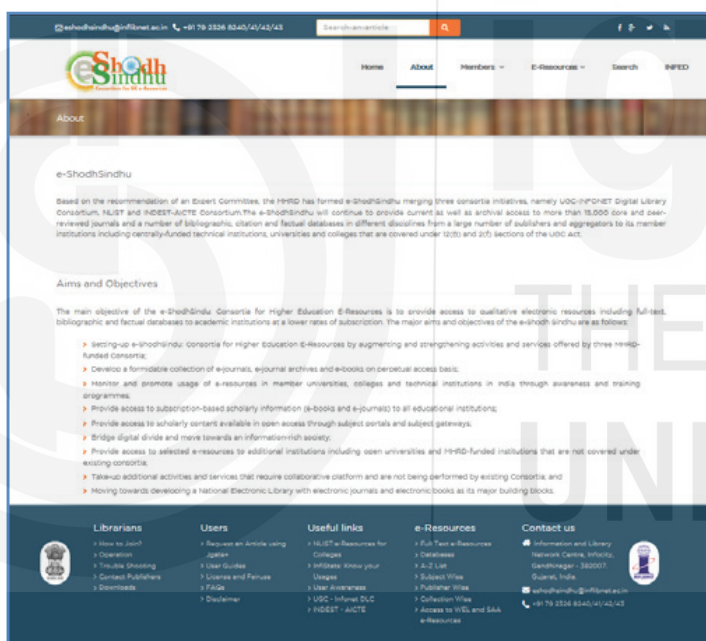 eshodhsindhu@inflibnet.ac.in +91 79 2326 8240/41/42/43 Search an article
eShodh
Sindhu
Consortium for HE e-Resources
Home About Members E-Resources Search INFED
About
e-ShodhSindhu
Based on the recommendation of an Expert Committee, the MHRD has formed e-ShodhSindhu merging three consortia initiatives, namely UGC-INFONET Digital Library
Consortium, NLIST and INDEST-AICTE Consortium.The e-ShodhSindhu will continue to provide current as well as archival access to more than 15,000 core and peer-
reviewed journals and a number of bibliographic, citation and factual databases in different disciplines from a large number of publishers and aggregators to its member
institutions including centrally-funded technical institutions, universities and colleges that are covered under 12(B) and 2(f) Sections of the UGC Act.
Aims and Objectives
The main objective of the e-ShodhSindu: Consortia for Higher Education E-Resources is to provide access to qualitative electronic resources including full-text,
bibliographic and factual databases to academic institutions at a lower rates of subscription. The major aims and objectives of the e-Shodh Sindhu are as follows:
Setting-up e-ShodhSindu: Consortia for Higher Education E-Resources by augmenting and strengthening activities and services offered by three MHRD-
funded Consortia;
Develop a formidable collection of e-journals, e-journal archives and e-books on perpetual access basis;
Monitor and promote usage of e-resources in member universities, colleges and technical institutions in India through awareness and training
programmes;
Provide access to subscription-based scholarly information (e-books and e-journals) to all educational institutions;
Provide access to scholarly content available in open access through subject portals and subject gateways;
Bridge digital divide and move towards an information-rich society;
Provide access to selected e-resources to additional institutions including open universities and MHRD-funded institutions that are not covered under
existing consortia;
Take-up additional activities and services that require collaborative platform and are not being performed by existing Consortia; and
Moving towards developing a National Electronic Library with electronic journals and electronic books as its major building blocks.
THE
UNI
Librarians
How to Join?
Operation
Trouble Shooting
Contact Publishers
Downloads
Users
Request an Article using
Jgate+
User Guides
License and Fairuse
FAQs
Disclaimer
Useful links
NLIST e-Resources for
Colleges
InfiStats: Know your
Usages
User Awareness
UGC - Infonet DLC
INDEST - AICTE
e-Resources
Full Text e-Resources
Databases
A-Z List
Subject Wise
Publisher Wise
Collection Wise
Access to WEL and SAA
e-Resources
Contact us
Information and Library
Network Centre, Infocity,
Gandhinagar - 382007.
Gujarat, India.
eshodhsindhu@inflibnet.ac.in
+91 79 2326 8240/41/42/43